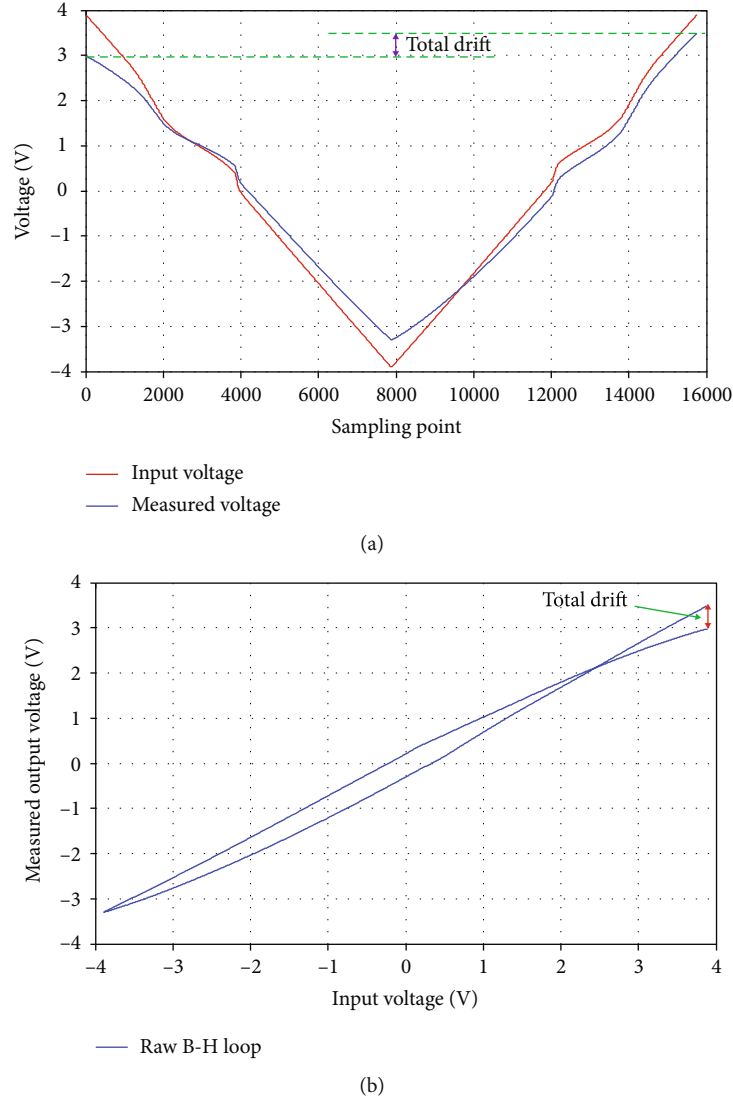 4
3
2
1
0
−1
−2
−3
−4
Voltage (V)
Total drift
0 2000 4000 6000 8000 10000 12000 14000 16000
Sampling point
Input voltage
Measured voltage
(a)
4
3
2
1
0
−1
−2
−3
−4
Measured output voltage (V)
Total drift
−4 −3 −2 −1 0 1 2 3 4
Input voltage (V)
Raw B-H loop
(b)